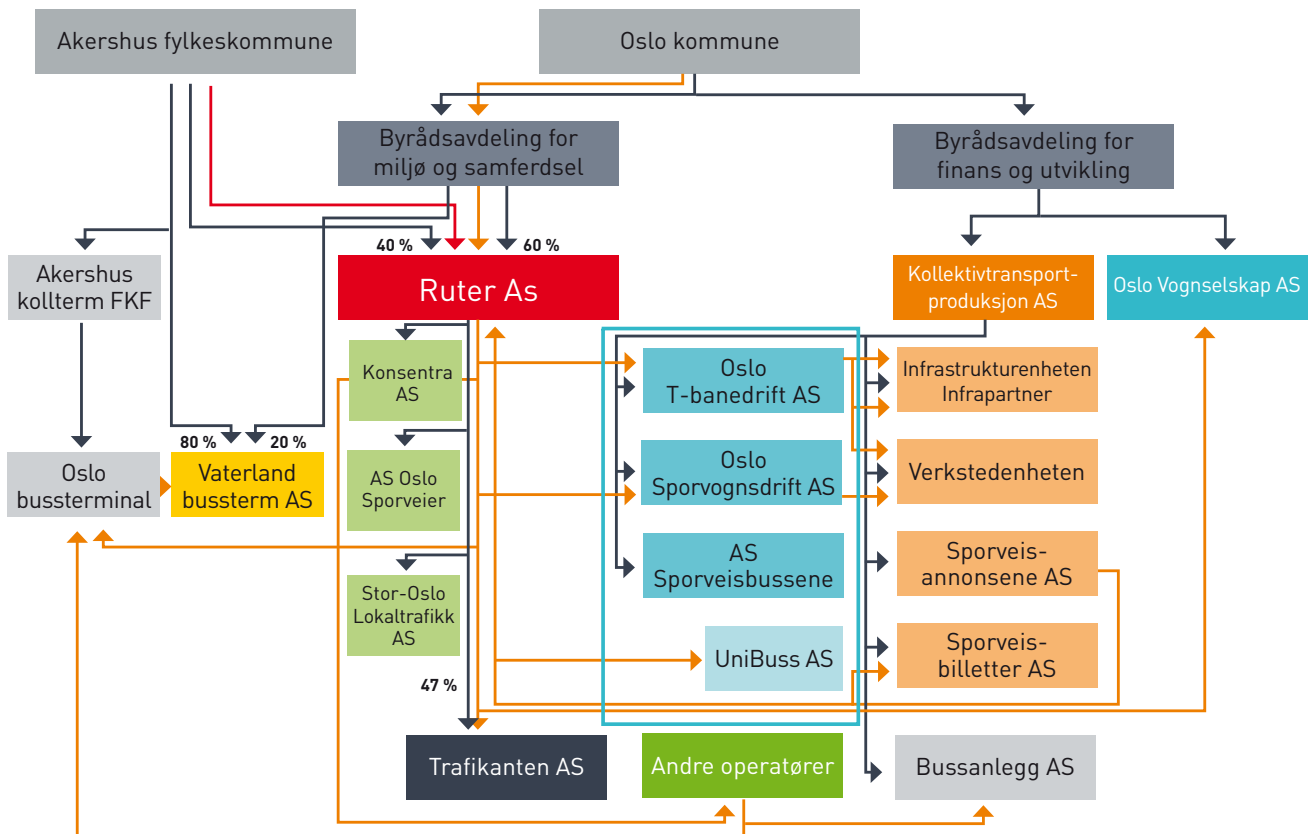 Akershus fylkeskommune
Oslo kommune
Byrådsavdeling for
miljø og samferdsel
Byrådsavdeling for
finans og utvikling
40 %
60 %
Akershus
kollterm FKF
Ruter As
Kollektivtransport-
produksjon AS
Oslo Vognselskap AS
Konsentra
AS
Oslo
T-banedrift AS
Infrastrukturenheten
Infrapartner
80 %
20 %
Oslo
bussterminal
Vaterland
bussterm AS
AS Oslo
Sporveier
Oslo
Sporvognsdrift AS
Verkstedenheten
AS
Sporveisbussene
Sporveis-
annonsene AS
Stor-Oslo
Lokaltrafikk
AS
UniBuss AS
Sporveis-
billetter AS
47 %
Trafikanten AS
Andre operatører
Bussanlegg AS